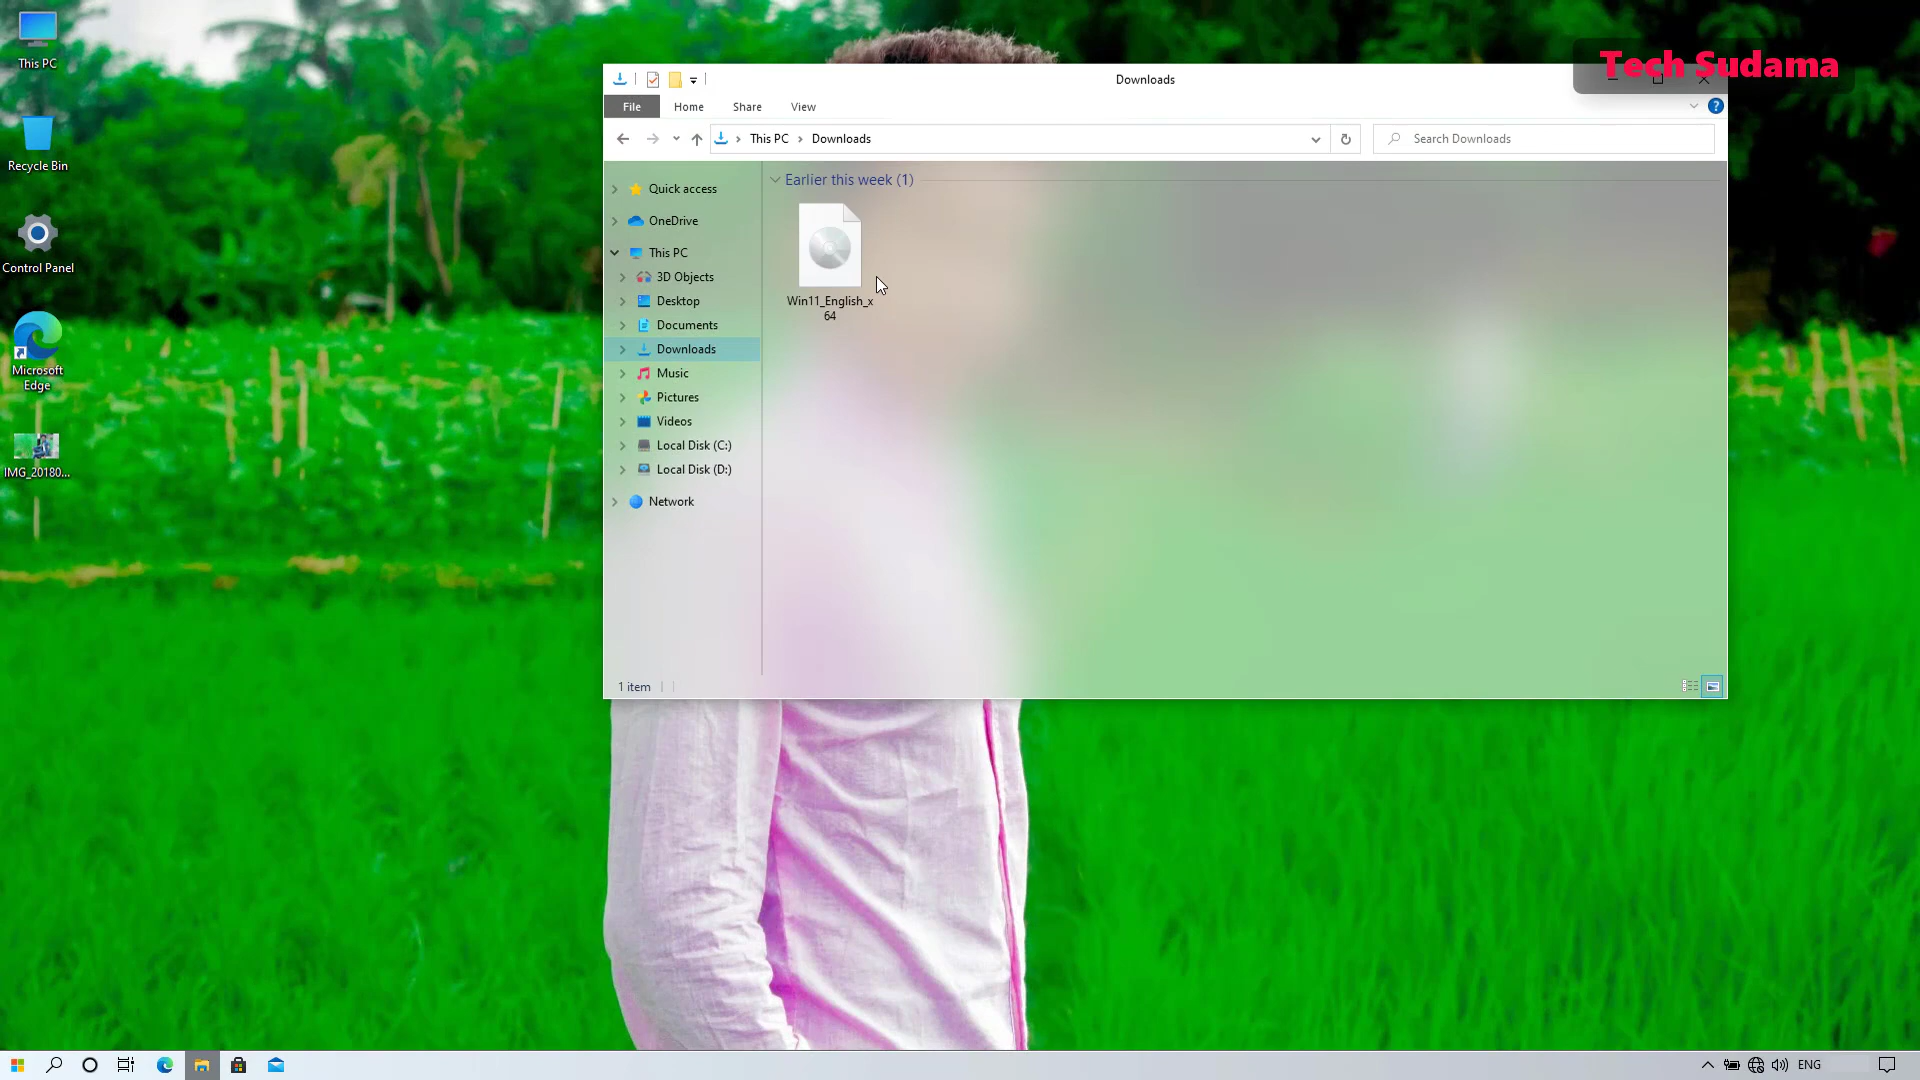 This PC
Recycle Bin
Control Panel
Microsoft
Edge
IMG_20180...
Tech Sudama
Downloads
File
Home
Share
View
?
This PC
Downloads
Search Downloads
Quick access
OneDrive
This PC
3D Objects
Desktop
Documents
Downloads
Music
Pictures
Videos
Local Disk (C:)
Local Disk (D:)
Network
Earlier this week (1)
Win11_English_x
64
1 item
ENG